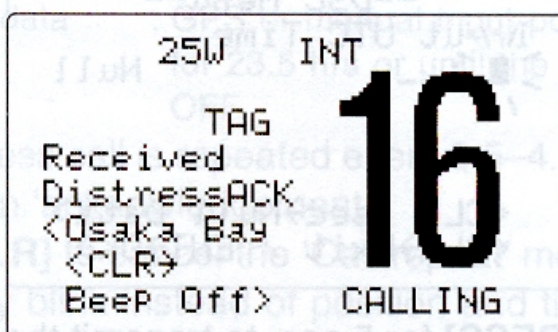 25W INT
TAG
16
Received
DistressACK
<Osaka Bay
<CLR>
Beep Off> CALLING